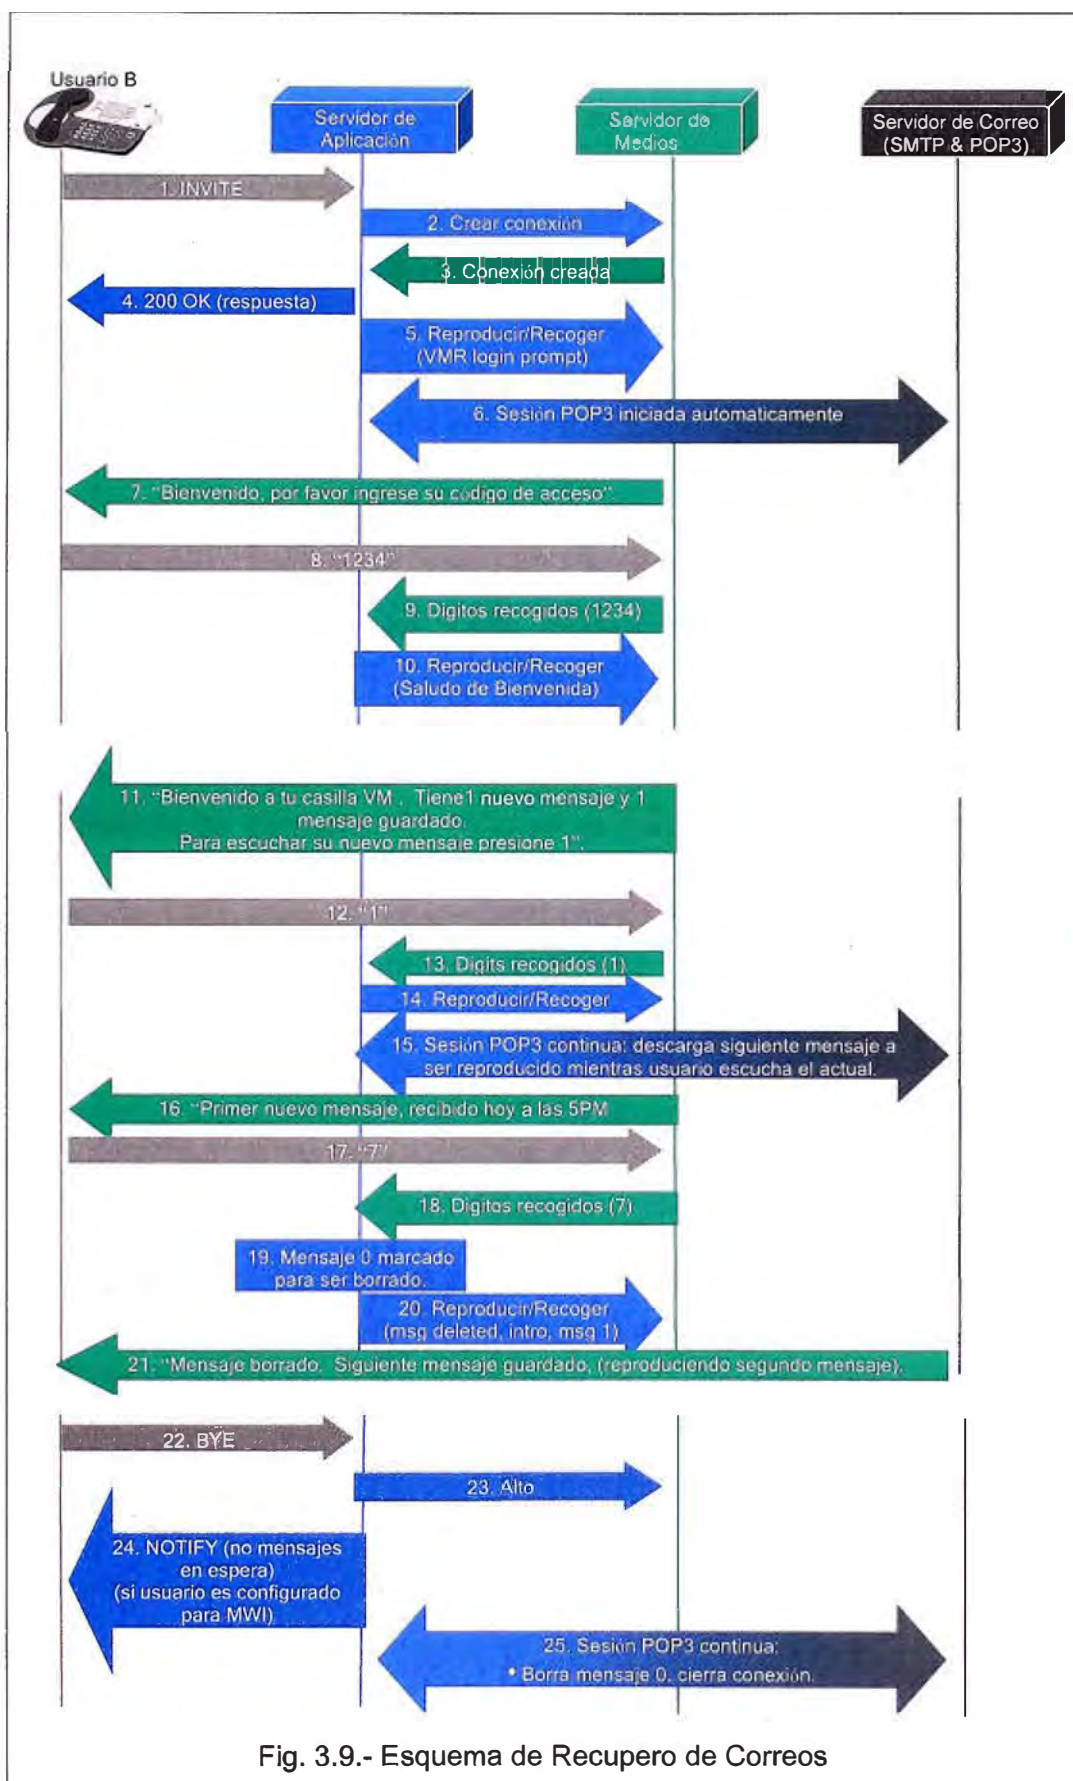 Usuario B
Servidor de
Aplicación
Servidor de
Medios
Servidor de Correo
(SMTP & POP3)
1. INVITE
2. Crear conexión
3. Conexión creada
4. 200 OK (respuesta)
5. Reproducir/Recoger
(VMR login prompt)
6. Sesión POP3 iniciada automaticamente
7. "Bienvenido, por favor ingrese su código de acceso"
8. "1234"
9. Digitos recogidos (1234)
10. Reproducir/Recoger
(Saludo de Bienvenida)
11. "Bienvenido a tu casilla VM . Tiene1 nuevo mensaje y 1
mensaje guardado.
Para escuchar su nuevo mensaje presione 1".
12. "1"
13. Digits recogidos (1)
14. Reproducir/Recoger
15. Sesión POP3 continua: descarga siguiente mensaje a
ser reproducido mientras usuario escucha el actual.
16. "Primer nuevo mensaje, recibido hoy a las 5PM
17. "7"
18. Digitos recogidos (7)
19. Mensaje 0 marcado
para ser borrado.
20. Reproducir/Recoger
(msg deleted, intro, msg 1)
21. "Mensaje borrado. Siguiente mensaje guardado, (reproduciendo segundo mensaje).
22. BYE
23. Alto
24. NOTIFY (no mensajes
en espera)
(si usuario es configurado
para MWI)
25. Sesión POP3 continua:
• Borra mensaje 0, cierra conexión.
Fig. 3.9.- Esquema de Recupero de Correos